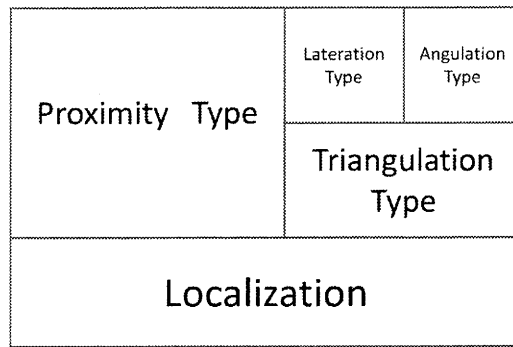 Proximity Type
Lateration
Type
Angulation
Type
Triangulation
Type
Localization